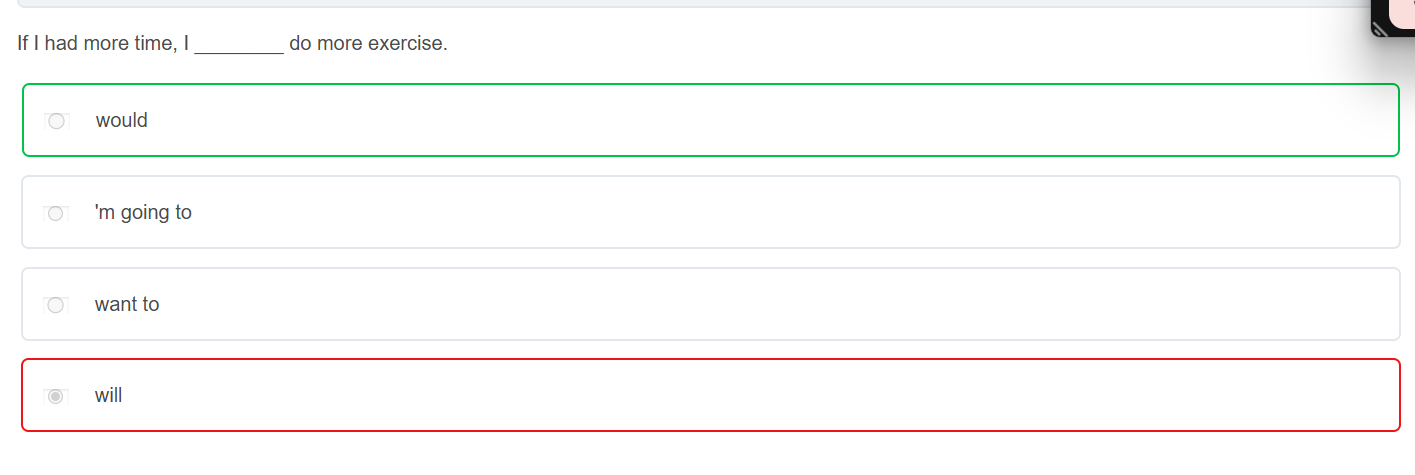 If I had more time, I ________ do more exercise.
would
'm going to
want to
will